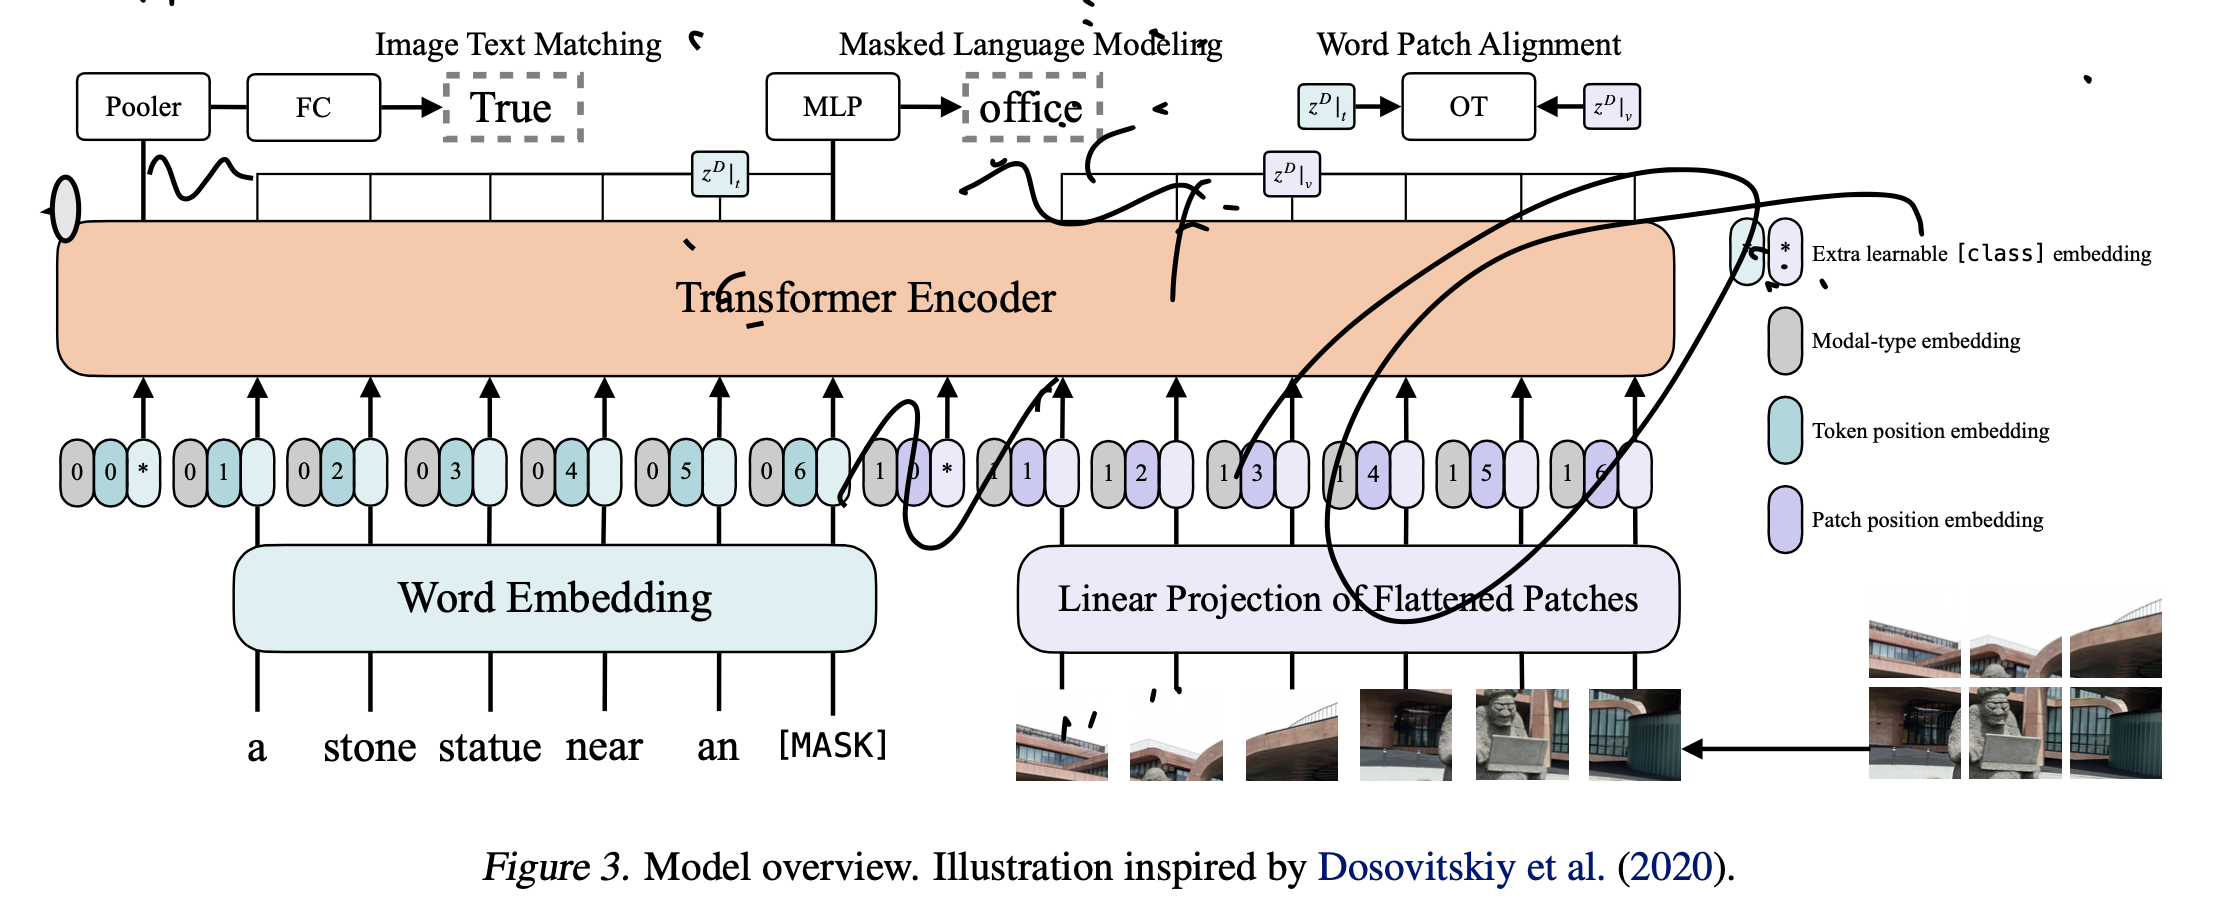 Image Text Matching
Masked Language Modeling
Word Patch Alignment
Pooler
FC
True
MLP
office
z^D|_t
OT
z^D|_v
z^D|_t
z^D|_v
Transformer Encoder
* * Extra learnable [class] embedding
Modal-type embedding
Token position embedding
Patch position embedding
0 0 * 0 1 0 2 0 3 0 4 0 5 0 6 1 0 * 1 1 1 2 1 3 1 4 1 5 1 6
Word Embedding
Linear Projection of Flattened Patches
a stone statue near an [MASK]
Figure 3. Model overview. Illustration inspired by Dosovitskiy et al. (2020).